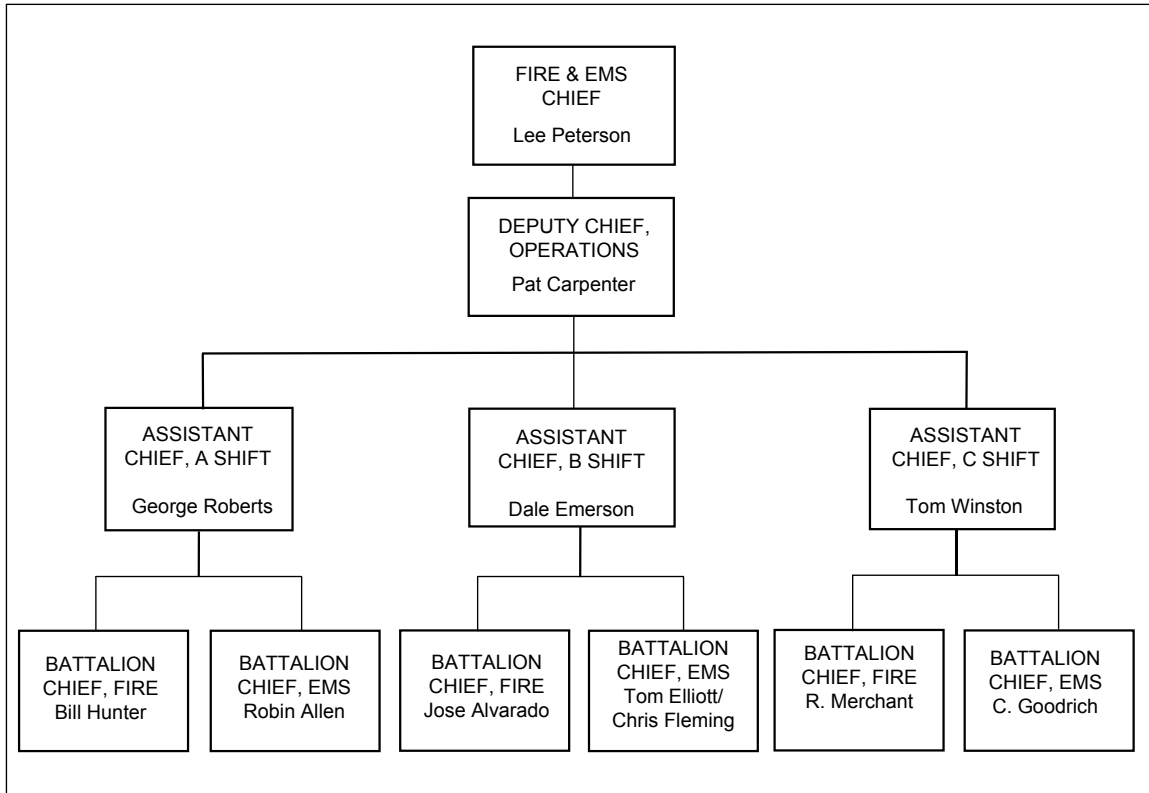 FIRE & EMS
CHIEF
Lee Peterson
DEPUTY CHIEF,
OPERATIONS
Pat Carpenter
ASSISTANT
CHIEF, A SHIFT
George Roberts
ASSISTANT
CHIEF, B SHIFT
Dale Emerson
ASSISTANT
CHIEF, C SHIFT
Tom Winston
BATTALION
CHIEF, FIRE
Bill Hunter
BATTALION
CHIEF, EMS
Robin Allen
BATTALION
CHIEF, FIRE
Jose Alvarado
BATTALION
CHIEF, EMS
Tom Elliott/
Chris Fleming
BATTALION
CHIEF, FIRE
R. Merchant
BATTALION
CHIEF, EMS
C. Goodrich